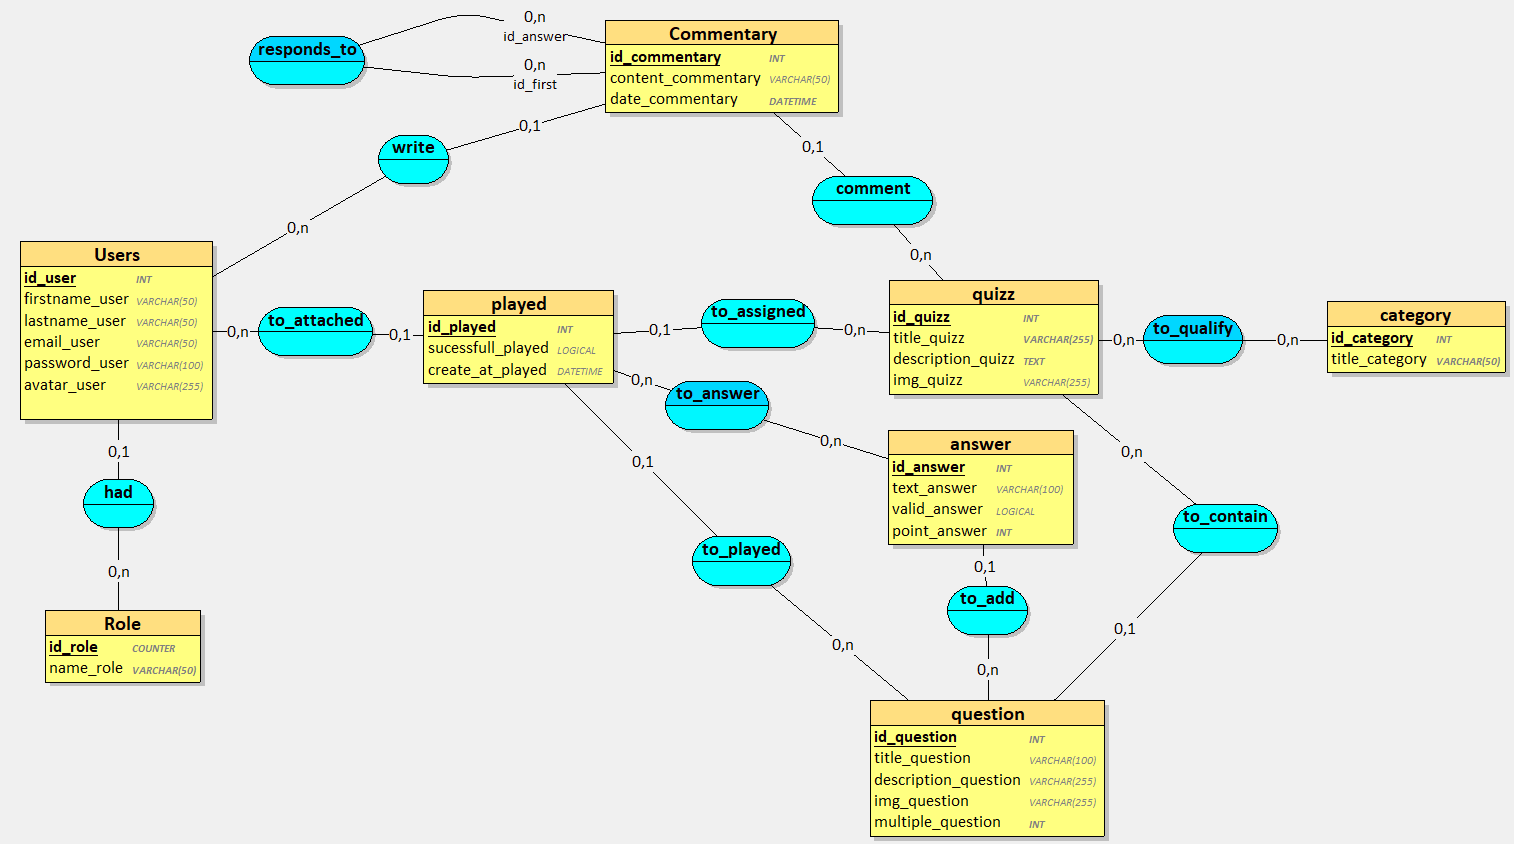 responds_to
0,n
id_answer
0,n
id_first
Commentary
id_commentary INT
content_commentary VARCHAR(50)
date_commentary DATETIME
write
0,1
0,n
0,1
comment
0,n
Users
id_user INT
firstname_user VARCHAR(50)
lastname_user VARCHAR(50)
email_user VARCHAR(50)
password_user VARCHAR(100)
avatar_user VARCHAR(255)
0,n
to_attached
0,1
played
id_played INT
sucessfull_played LOGICAL
create_at_played DATETIME
0,1
to_assigned
0,n
quizz
id_quizz INT
title_quizz VARCHAR(255)
description_quizz TEXT
img_quizz VARCHAR(255)
0,n
to_qualify
0,n
category
id_category INT
title_category VARCHAR(50)
0,n
to_answer
0,n
answer
id_answer INT
text_answer VARCHAR(100)
valid_answer LOGICAL
point_answer INT
0,1
had
0,n
Role
id_role COUNTER
name_role VARCHAR(50)
0,1
to_played
0,n
0,1
to_add
0,n
0,n
to_contain
0,1
question
id_question INT
title_question VARCHAR(100)
description_question VARCHAR(255)
img_question VARCHAR(255)
multiple_question INT